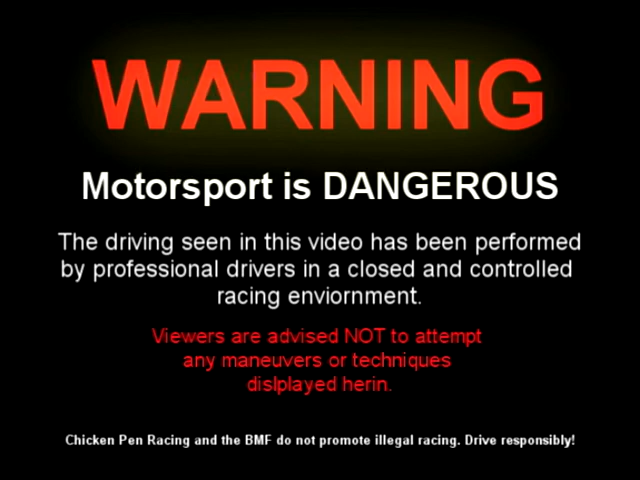 WARNING
Motorsport is DANGEROUS
The driving seen in this video has been performed
by professional drivers in a closed and controlled
racing enviornment.
Viewers are advised NOT to attempt
any maneuvers or techniques
dislplayed herin.
Chicken Pen Racing and the BMF do not promote illegal racing. Drive responsibly!